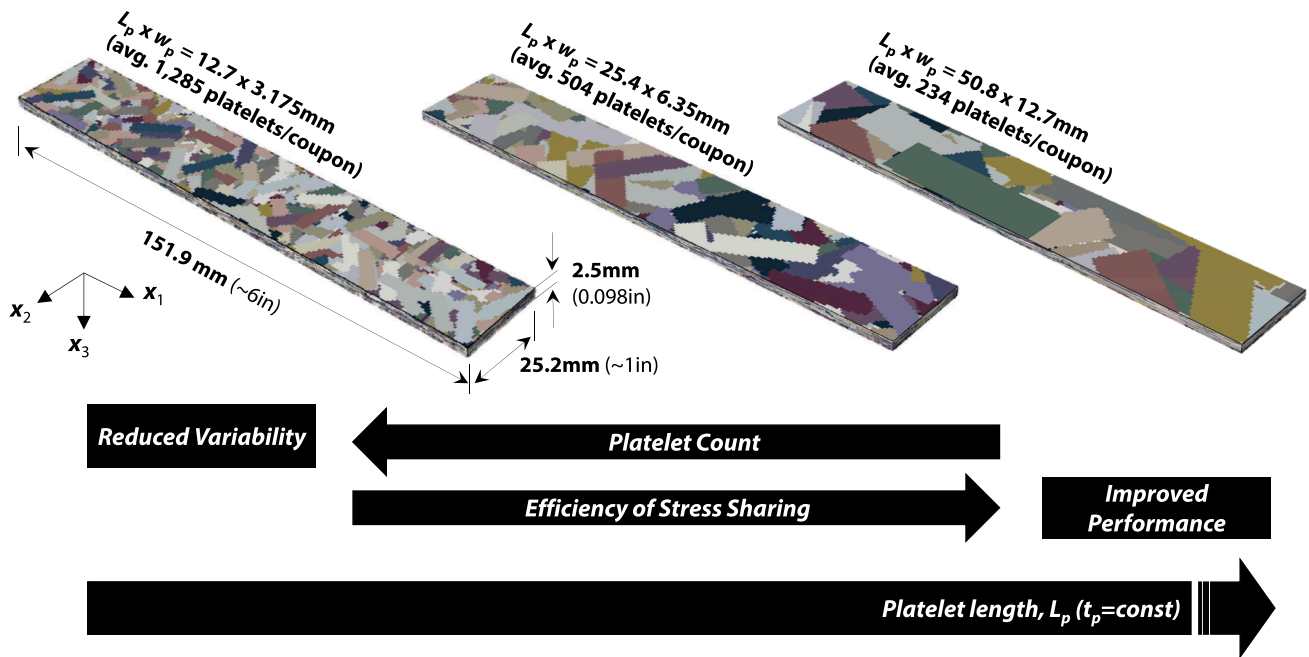 L_p x w_p = 12.7 x 3.175mm
(avg. 1,285 platelets/coupon)
L_p x w_p = 25.4 x 6.35mm
(avg. 504 platelets/coupon)
L_p x w_p = 50.8 x 12.7mm
(avg. 234 platelets/coupon)
151.9 mm (~6in)
2.5mm
(0.098in)
25.2mm (~1in)
x_1
x_2
x_3
Reduced Variability
Platelet Count
Efficiency of Stress Sharing
Improved
Performance
Platelet length, L_p (t_p=const)